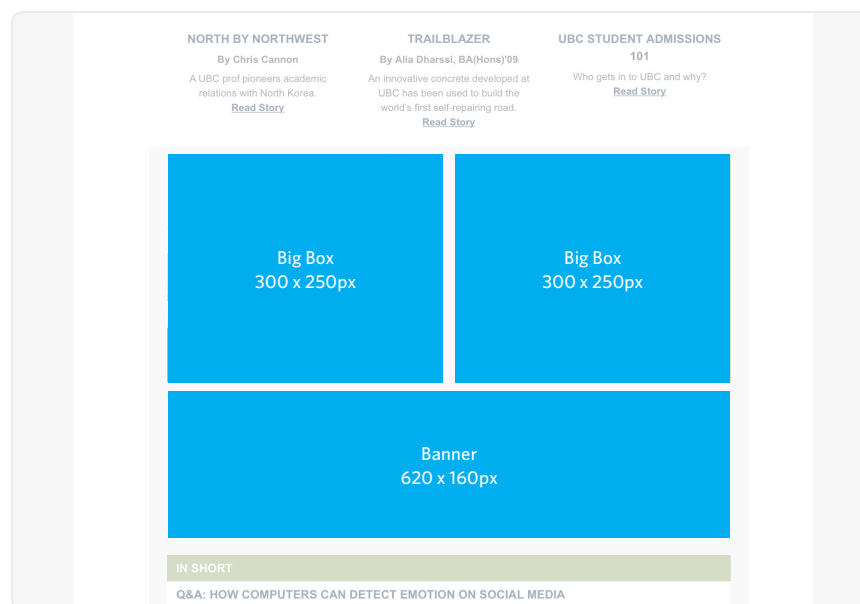 NORTH BY NORTHWEST
By Chris Cannon
A UBC prof pioneers academic
relations with North Korea.
Read Story
TRAILBLAZER
By Alia Dharssi, BA(Hons)'09
An innovative concrete developed at
UBC has been used to build the
world's first self-repairing road.
Read Story
UBC STUDENT ADMISSIONS
101
Who gets in to UBC and why?
Read Story
Big Box
300 x 250px
Big Box
300 x 250px
Banner
620 x 160px
IN SHORT
Q&A: HOW COMPUTERS CAN DETECT EMOTION ON SOCIAL MEDIA